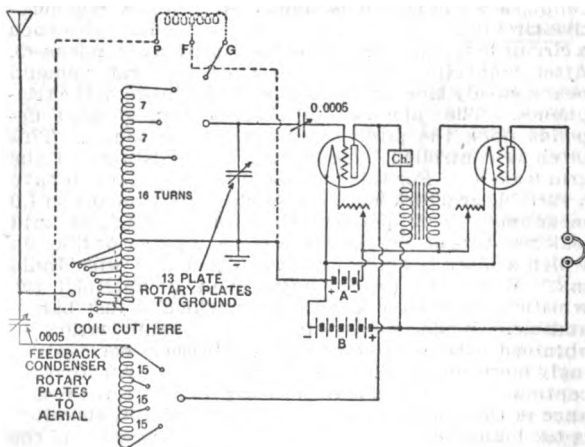 P F G
7
7
0.0005
Ch.
16 TURNS
13 PLATE
ROTARY PLATES
TO GROUND
A
COIL CUT HERE
- B +
.0005
FEEDBACK
CONDENSER
ROTARY
PLATES
TO
AERIAL
15
16
15